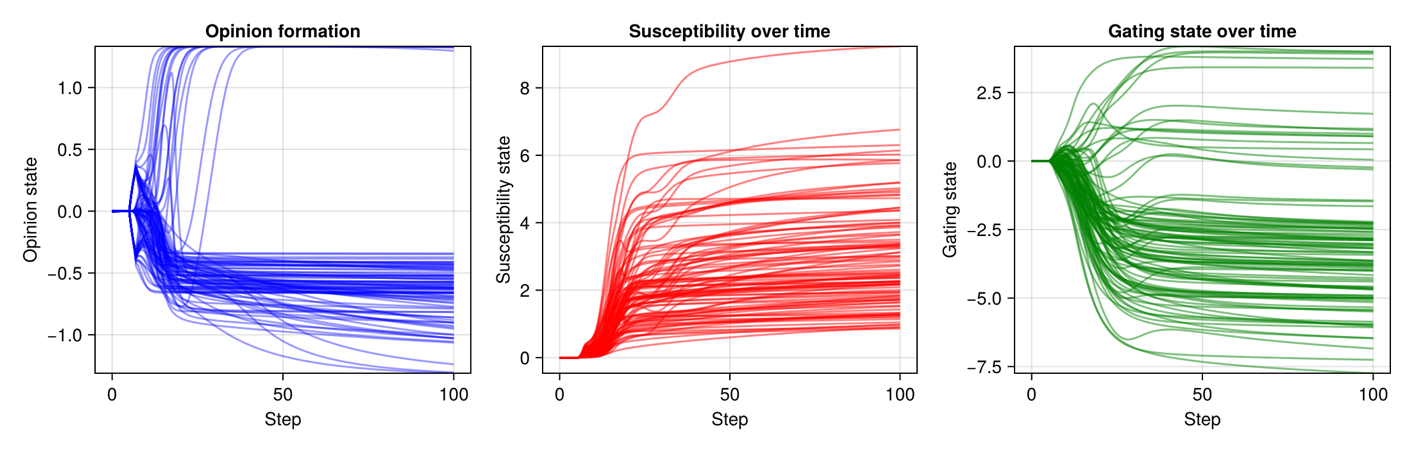 Opinion formation
Opinion state
1.0
0.5
0.0
−0.5
−1.0
0
50
100
Step
Susceptibility over time
Susceptibility state
8
6
4
2
0
0
50
100
Step
Gating state over time
Gating state
2.5
0.0
−2.5
−5.0
−7.5
0
50
100
Step